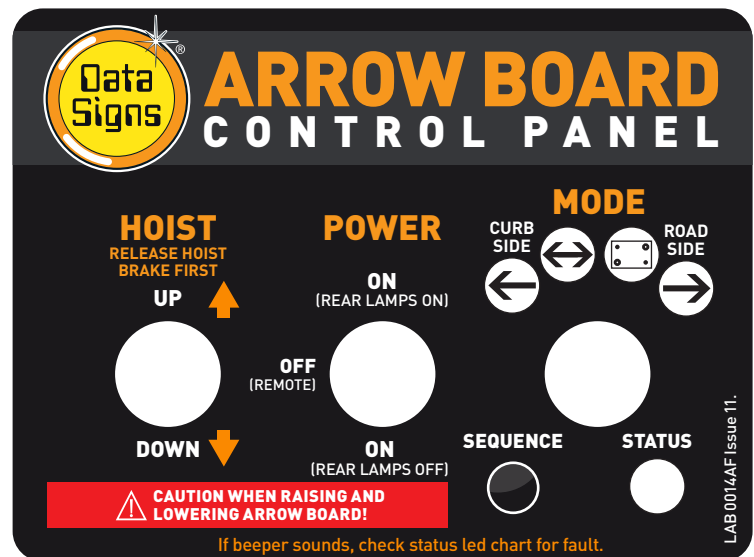 Data
Signs
®
ARROW BOARD
CONTROL PANEL
HOIST
RELEASE HOIST
BRAKE FIRST
UP
DOWN
POWER
ON
(REAR LAMPS ON)
OFF
(REMOTE)
ON
(REAR LAMPS OFF)
MODE
CURB
SIDE
ROAD
SIDE
SEQUENCE
STATUS
CAUTION WHEN RAISING AND
LOWERING ARROW BOARD!
If beeper sounds, check status led chart for fault.
LAB0014AF Issue 11.